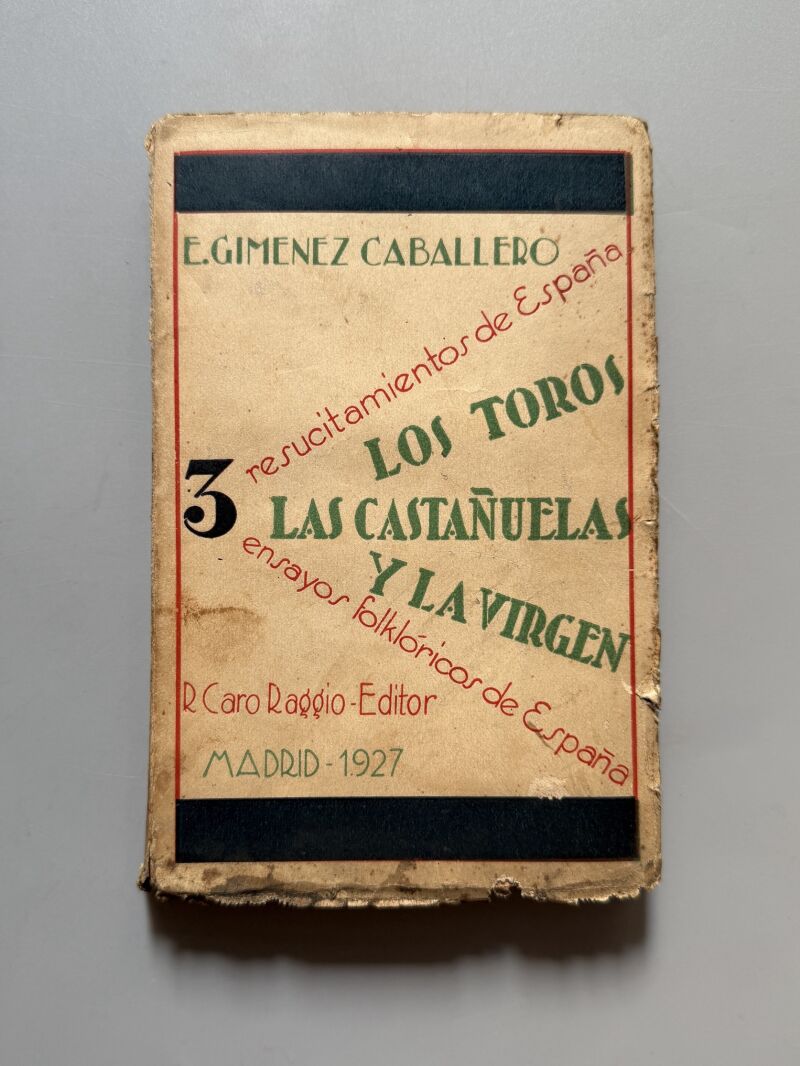 E. GIMENEZ CABALLERO
3
resucitamientos de España
LOS TOROS
LAS CASTAÑUELAS
Y LA VIRGEN
ensayos folklóricos de España
R. Caro Raggio - Editor
MADRID - 1927